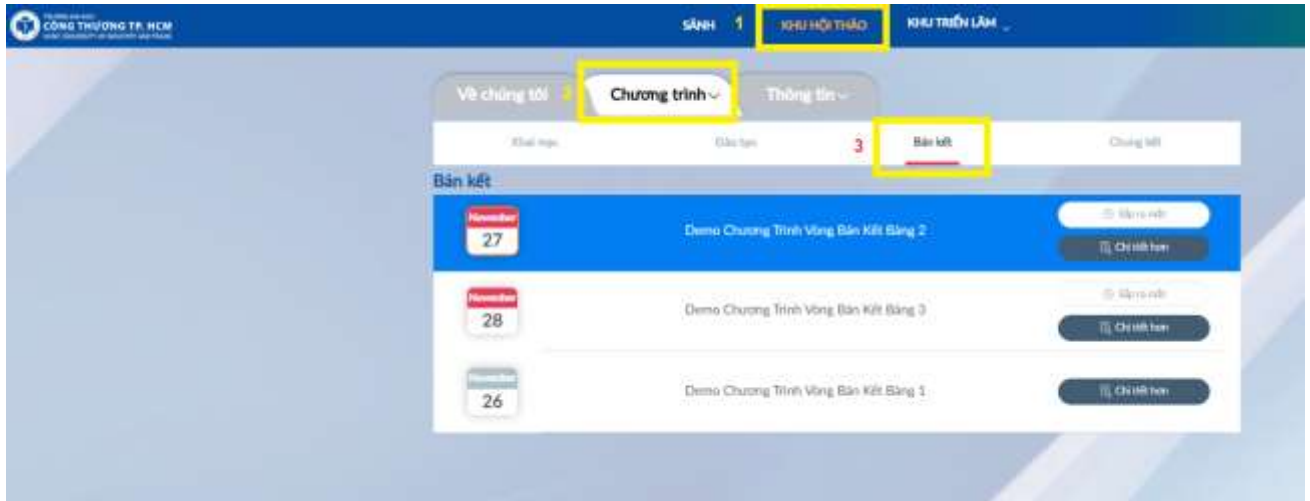 CÔNG THƯƠNG TP. HCM
SẢNH 1 KHU HỘI THẢO KHU TRIỂN LÃM
Về chúng tôi 2 Chương trình Thông tin
Khai mạc Đào tạo 3 Bán kết Chung kết
Bán kết
November
27
Demo Chương Trình Vòng Bán Kết Bảng 2
Sắp ra mắt
Chi tiết hơn
November
28
Demo Chương Trình Vòng Bán Kết Bảng 3
Sắp ra mắt
Chi tiết hơn
November
26
Demo Chương Trình Vòng Bán Kết Bảng 1
Chi tiết hơn